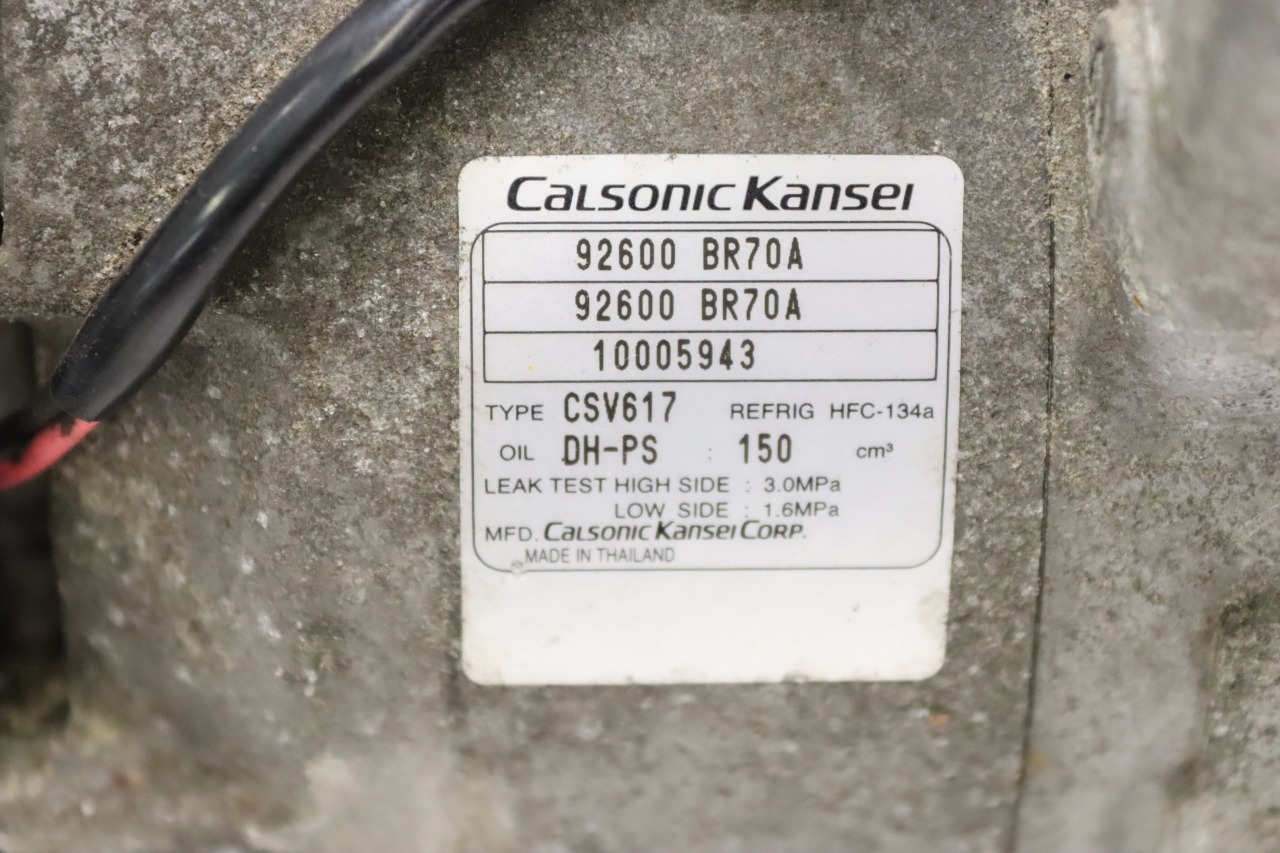 Calsonic Kansei
92600 BR70A
92600 BR70A
10005943
TYPE CSV617 REFRIG HFC-134a
OIL DH-PS : 150 cm³
LEAK TEST HIGH SIDE : 3.0MPa
LOW SIDE : 1.6MPa
MFD. Calsonic Kansei Corp.
MADE IN THAILAND